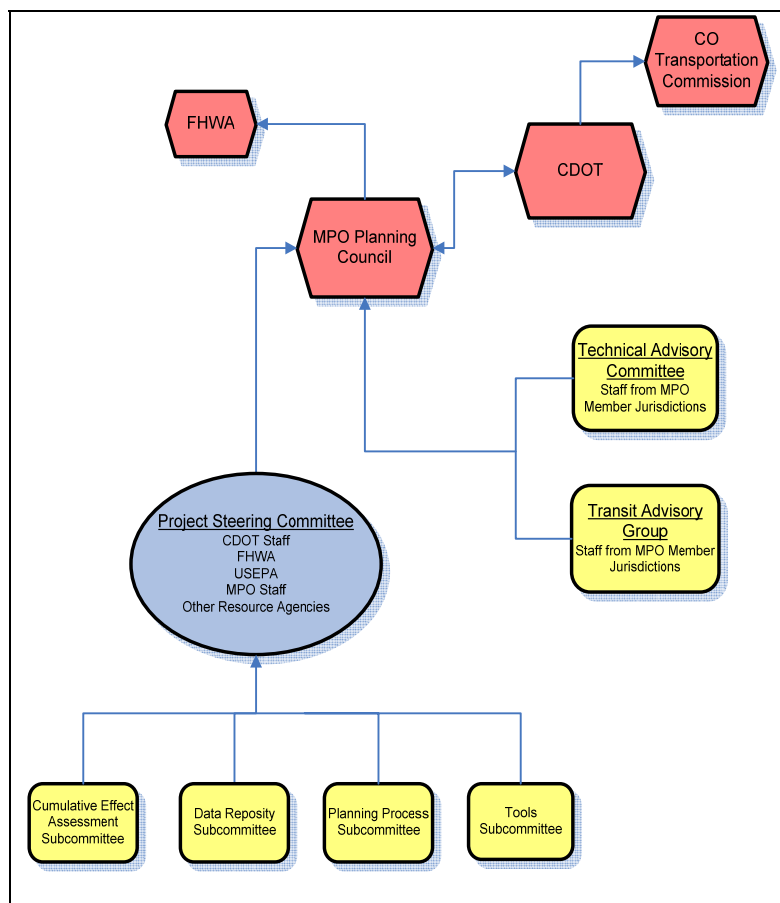 CO
Transportation
Commission
FHWA
CDOT
MPO Planning
Council
Technical Advisory
Committee
Staff from MPO
Member Jurisdictions
Project Steering Committee
CDOT Staff
FHWA
USEPA
MPO Staff
Other Resource Agencies
Transit Advisory
Group
Staff from MPO Member
Jurisdictions
Cumulative Effect
Assessment
Subcommittee
Data Reposity
Subcommittee
Planning Process
Subcommittee
Tools
Subcommittee